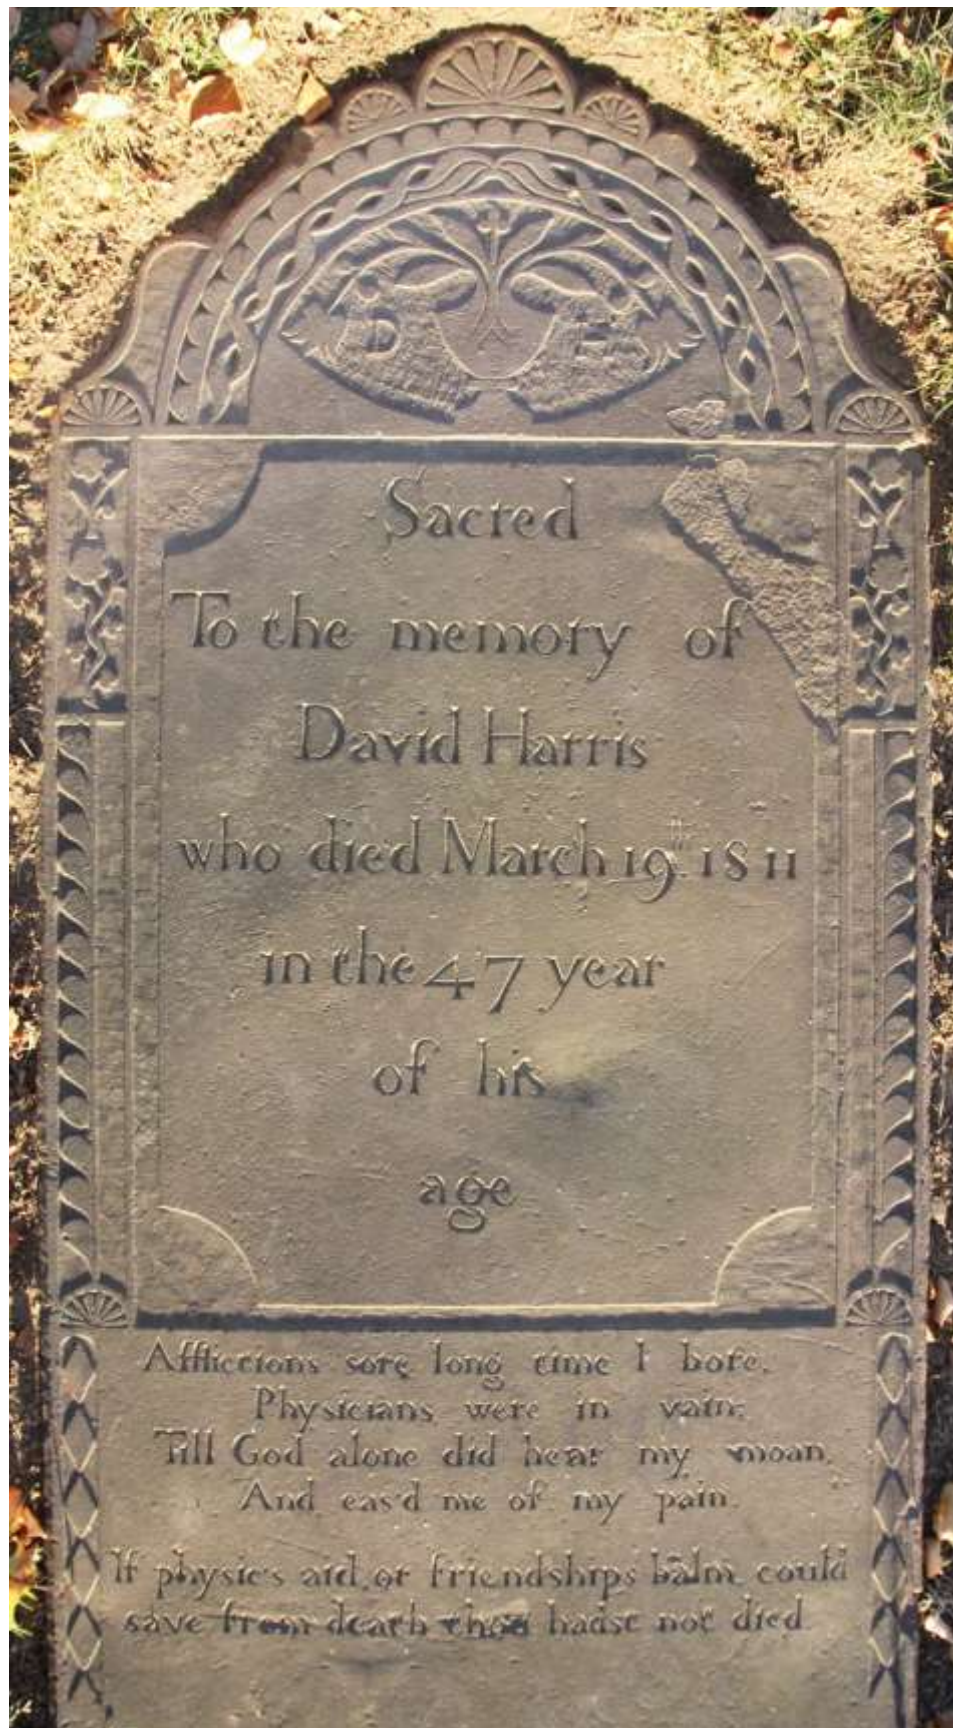 D H
Sacred
To the memory of
David Harris
who died March 19th 1811
in the 47 year
of his
age
Afflictions sore long time I bore,
Physicians were in vain;
Till God alone did hear my moan,
And eas'd me of my pain.
If physic's aid or friendships balm could
save from death thou hadst not died.